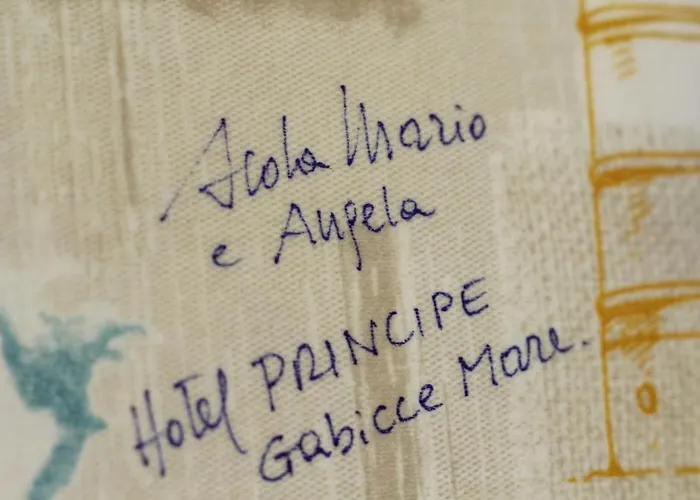 Scola Mario
e Angela
Hotel PRINCIPE
Gabicce Mare.